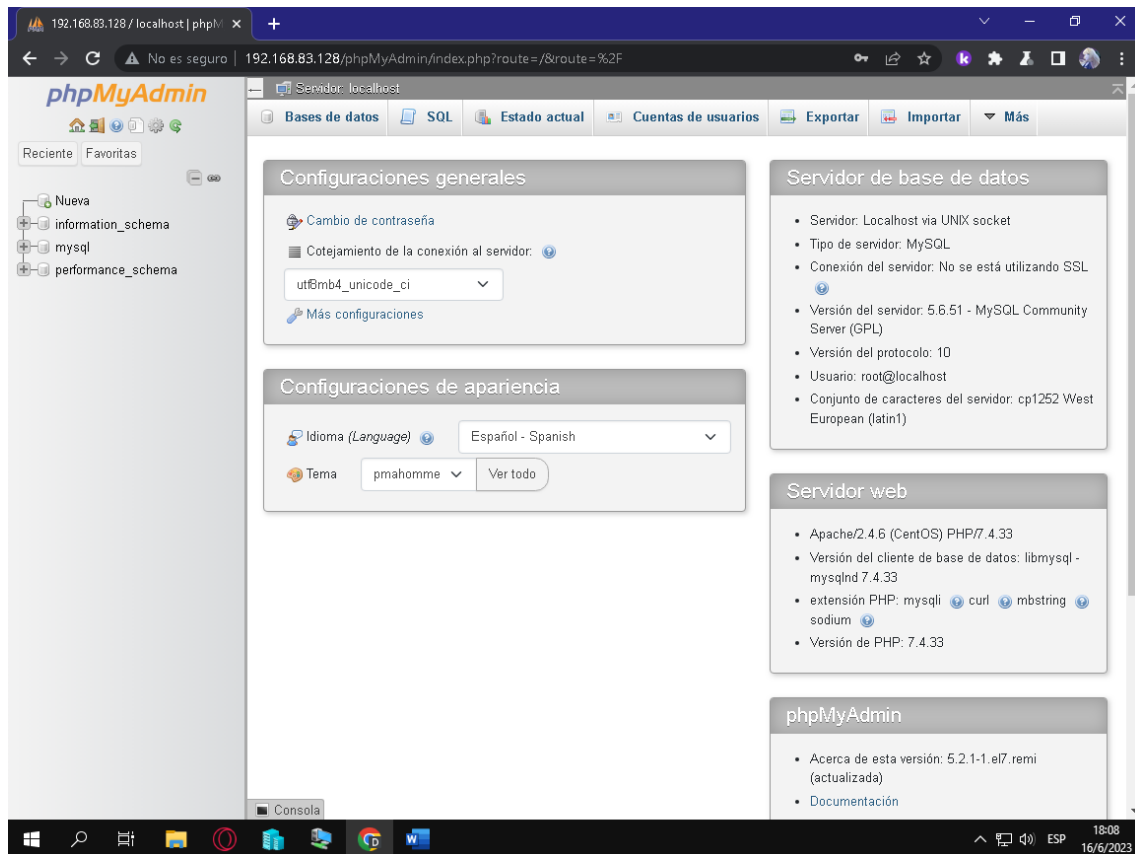 192.168.83.128 / localhost | phpM
No es seguro
192.168.83.128/phpMyAdmin/index.php?route=/&route=%2F
phpMyAdmin
Reciente
Favoritas
Nueva
information_schema
mysql
performance_schema
Servidor: localhost
Bases de datos
SQL
Estado actual
Cuentas de usuarios
Exportar
Importar
Más
Configuraciones generales
Cambio de contraseña
Cotejamiento de la conexión al servidor:
utf8mb4_unicode_ci
Más configuraciones
Configuraciones de apariencia
Idioma (Language)
Español - Spanish
Tema
pmahomme
Ver todo
Servidor de base de datos
Servidor: Localhost via UNIX socket
Tipo de servidor: MySQL
Conexión del servidor: No se está utilizando SSL
Versión del servidor: 5.6.51 - MySQL Community
Server (GPL)
Versión del protocolo: 10
Usuario: root@localhost
Conjunto de caracteres del servidor: cp1252 West
European (latin1)
Servidor web
Apache/2.4.6 (CentOS) PHP/7.4.33
Versión del cliente de base de datos: libmysql -
mysqlnd 7.4.33
extensión PHP: mysqli curl mbstring
sodium
Versión de PHP: 7.4.33
phpMyAdmin
Acerca de esta versión: 5.2.1-1.el7.remi
(actualizada)
Documentación
Consola
ESP
18:08
16/6/2023